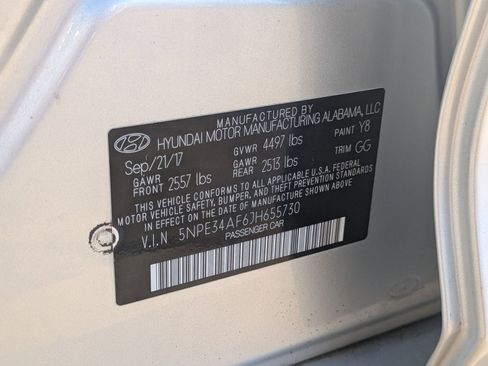 MANUFACTURED BY
HYUNDAI MOTOR MANUFACTURING ALABAMA, LLC
Sep/21/17 GVWR 4497 lbs PAINT Y8
GAWR FRONT 2557 lbs GAWR REAR 2513 lbs TRIM GG
THIS VEHICLE CONFORMS TO ALL APPLICABLE U.S.A. FEDERAL
MOTOR VEHICLE SAFETY, BUMPER, AND THEFT PREVENTION
STANDARDS IN EFFECT ON THE DATE OF MANUFACTURE SHOWN ABOVE.
V.I.N 5NPE34AF6JH655730
PASSENGER CAR